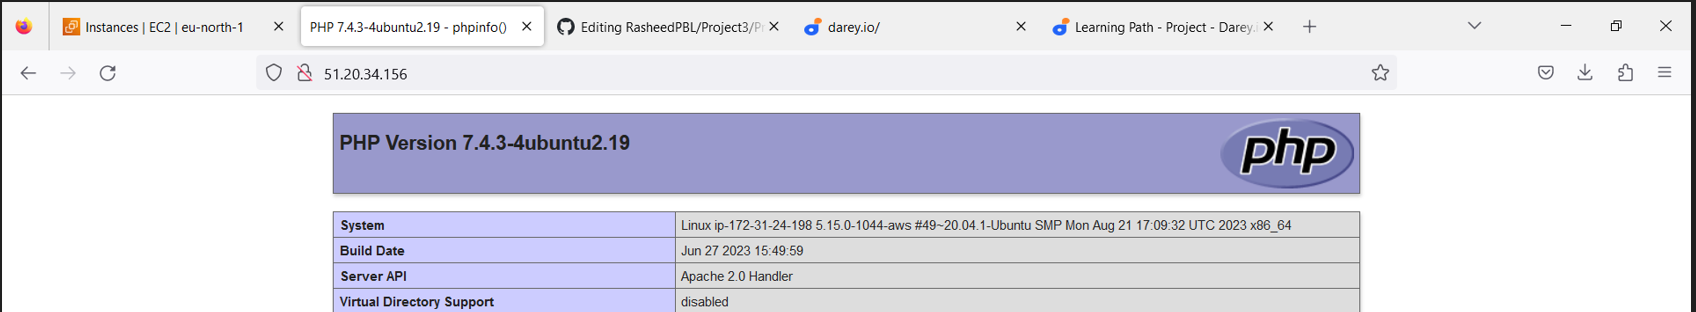 Instances | EC2 | eu-north-1
PHP 7.4.3-4ubuntu2.19 - phpinfo()
Editing RasheedPBL/Project3/Pr
darey.io/
Learning Path - Project - Darey.i
51.20.34.156
PHP Version 7.4.3-4ubuntu2.19
php
System Linux ip-172-31-24-198 5.15.0-1044-aws #49~20.04.1-Ubuntu SMP Mon Aug 21 17:09:32 UTC 2023 x86_64
Build Date Jun 27 2023 15:49:59
Server API Apache 2.0 Handler
Virtual Directory Support disabled